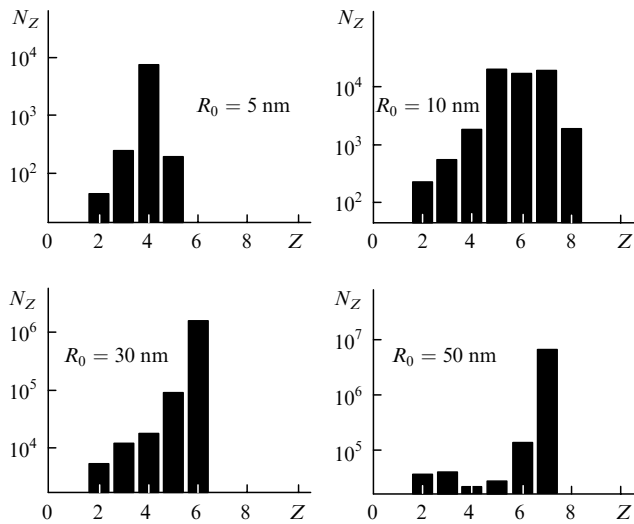 N_Z
10^4
10^3
10^2
R_0 = 5 nm
0 2 4 6 8 Z
N_Z
10^4
10^3
10^2
R_0 = 10 nm
0 2 4 6 8 Z
N_Z
10^6
10^5
10^4
R_0 = 30 nm
0 2 4 6 8 Z
N_Z
10^7
10^6
10^5
R_0 = 50 nm
0 2 4 6 8 Z